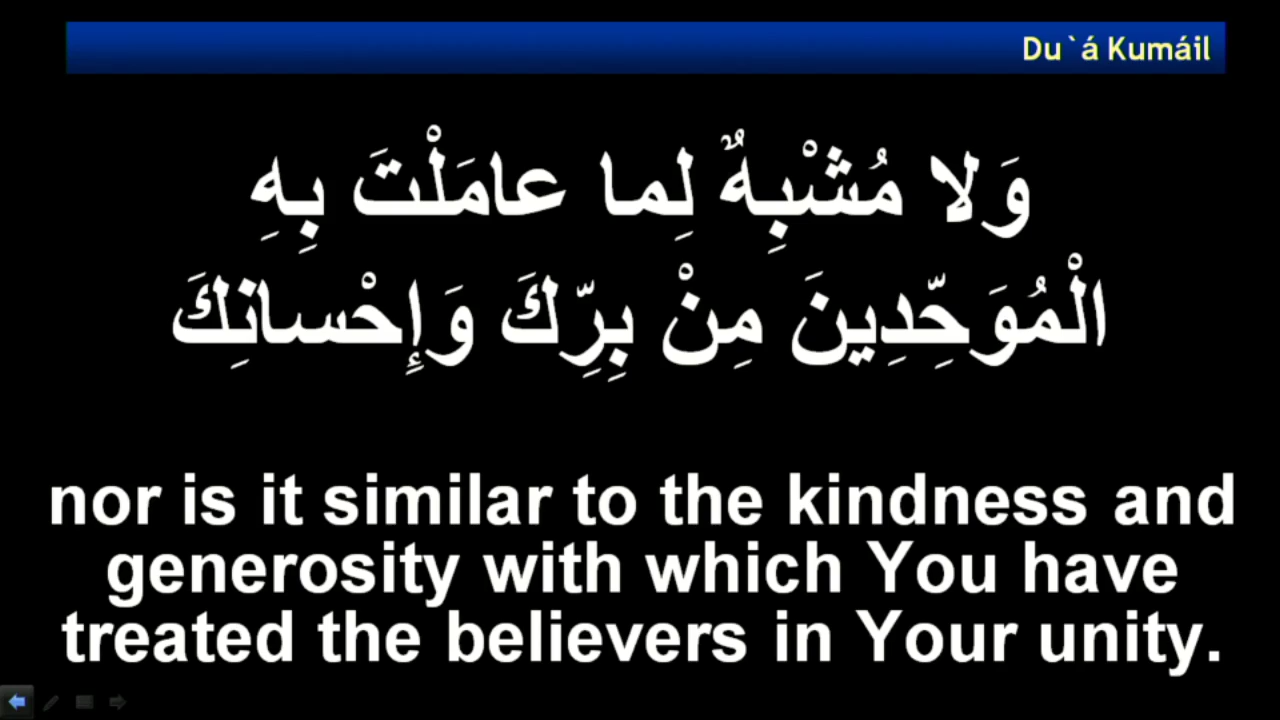 Du`á Kumáil
وَلا مُشْبِهٌ لِما عامَلْتَ بِهِ
الْمُوَحِّدِينَ مِنْ بِرِّكَ وَإِحْسانِكَ
nor is it similar to the kindness and
generosity with which You have
treated the believers in Your unity.